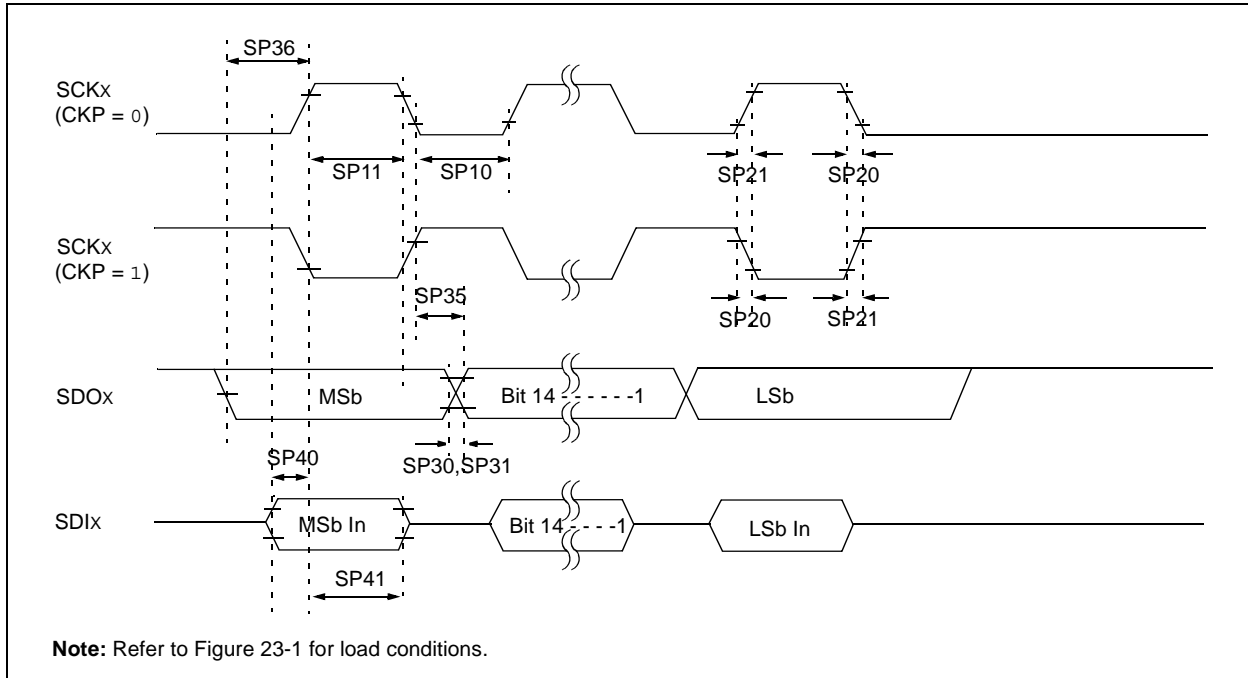 SP36
SCKX
(CKP = 0)
SP11
SP10
SP21
SP20
SCKX
(CKP = 1)
SP35
SP20
SP21
SDOX
MSb
Bit 14 - - - - - -1
LSb
SP40
SP30,SP31
SDIX
MSb In
Bit 14 - - - - -1
LSb In
SP41
Note: Refer to Figure 23-1 for load conditions.